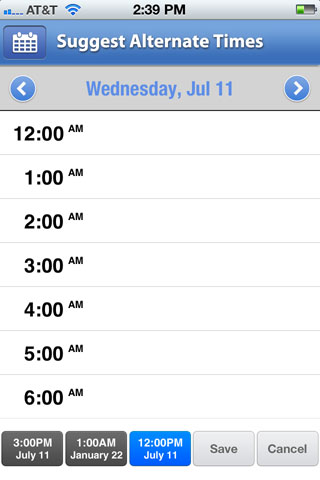 AT&T 2:39 PM
Suggest Alternate Times
Wednesday, Jul 11
12:00 AM
1:00 AM
2:00 AM
3:00 AM
4:00 AM
5:00 AM
6:00 AM
3:00PM 1:00AM 12:00PM Save Cancel
July 11 January 22 July 11